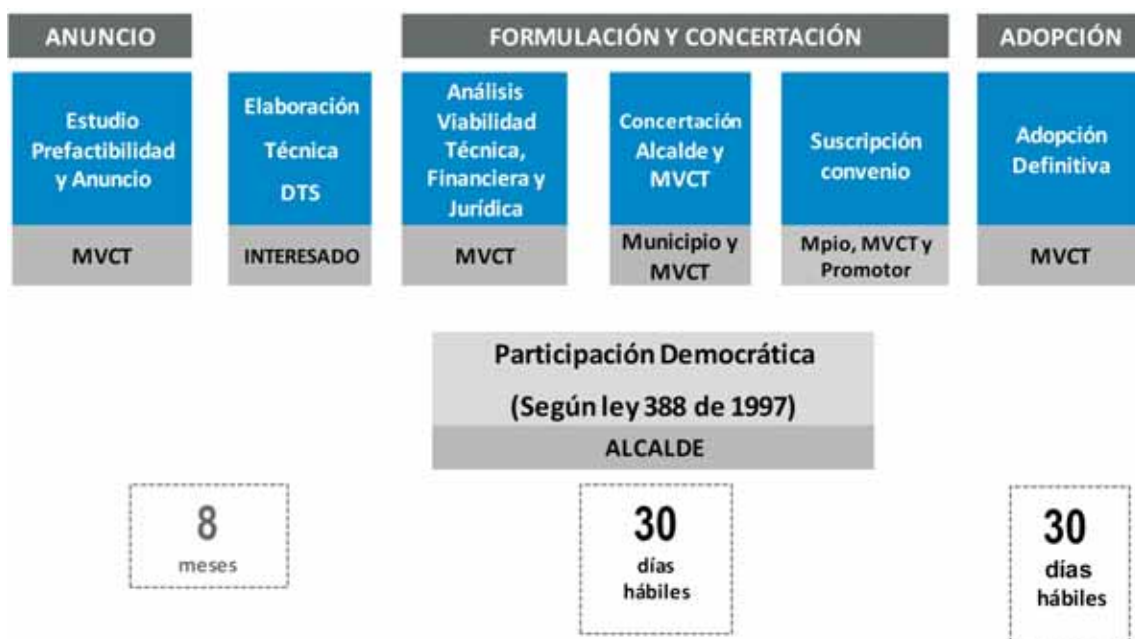 ANUNCIO
FORMULACIÓN Y CONCERTACIÓN
ADOPCIÓN
Estudio
Prefactibilidad
y Anuncio
MVCT
Elaboración
Técnica
DTS
INTERESADO
Análisis
Viabilidad
Técnica,
Financiera y
Jurídica
MVCT
Concertación
Alcalde y
MVCT
Municipio y
MVCT
Suscripción
convenio
Mpio, MVCT y
Promotor
Adopción
Definitiva
MVCT
Participación Democrática
(Según ley 388 de 1997)
ALCALDE
8
meses
30
días
hábiles
30
días
hábiles